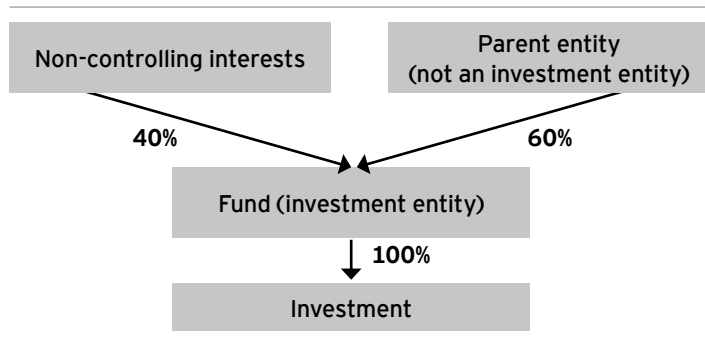 Non-controlling interests
Parent entity
(not an investment entity)
40%
60%
Fund (investment entity)
100%
Investment